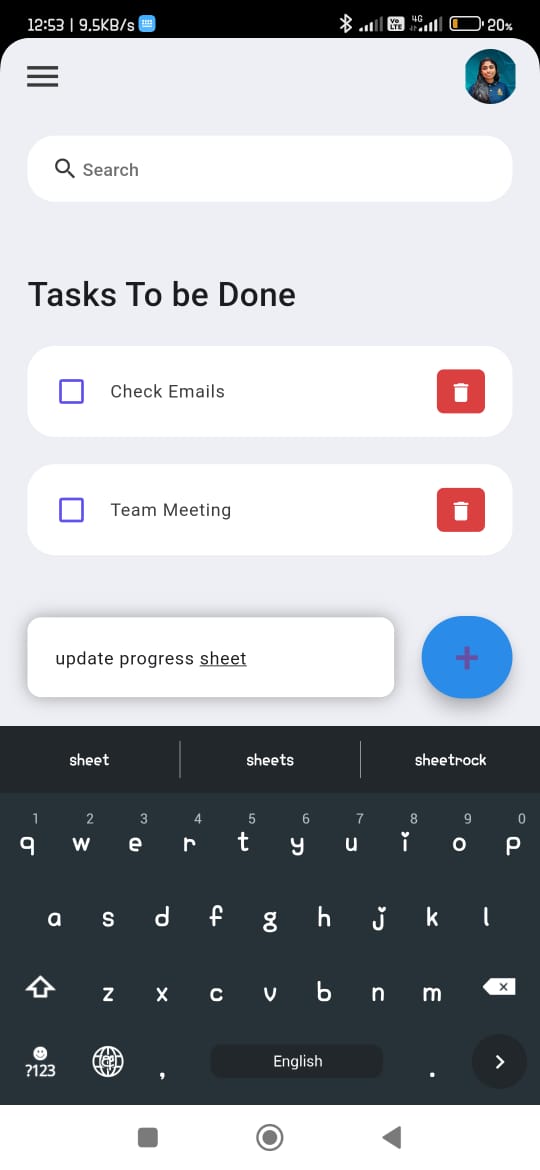 12:53 | 9.5KB/s Vo LTE 4G 20%
Search
Tasks To be Done
Check Emails
Team Meeting
update progress sheet
sheet sheets sheetrock
1 2 3 4 5 6 7 8 9 0
q w e r t y u i o p
a s d f g h j k l
z x c v b n m
?123 , English .